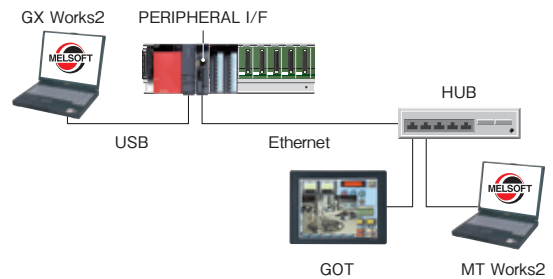 GX Works2
PERIPHERAL I/F
MELSOFT
HUB
USB
Ethernet
MELSOFT
GOT
MT Works2